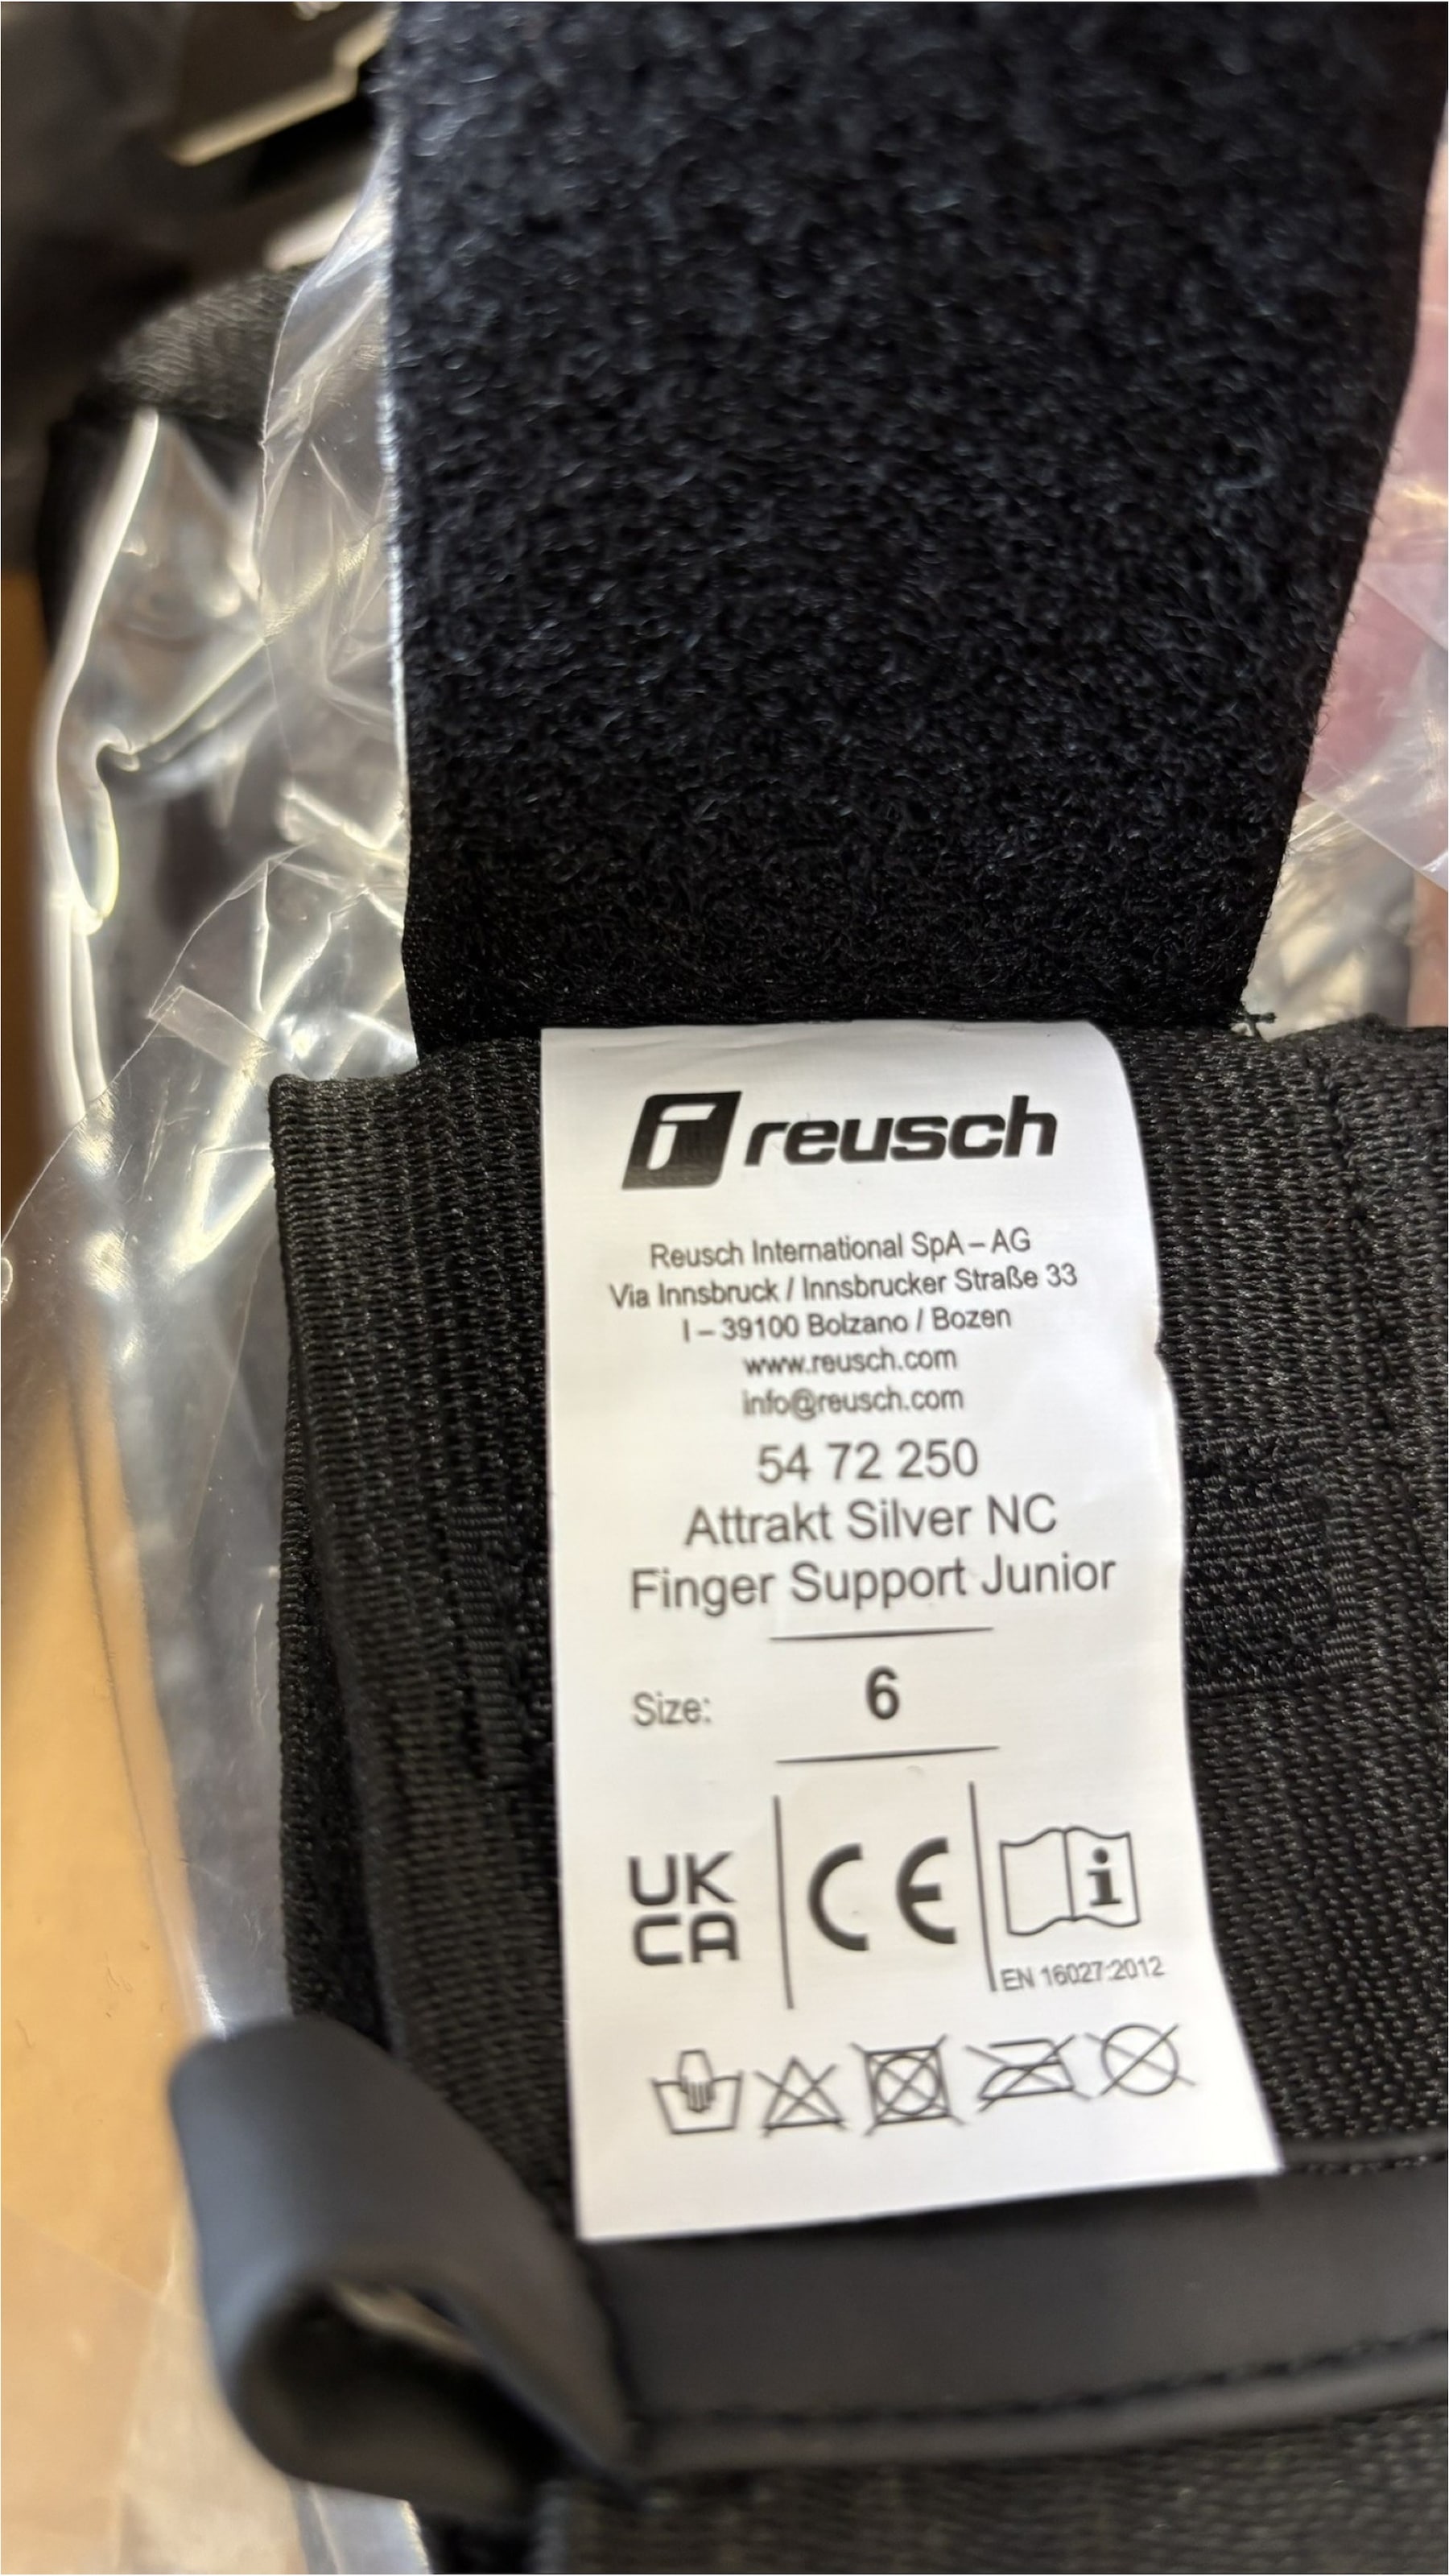 reusch
Reusch International SpA – AG
Via Innsbruck / Innsbrucker Straße 33
I – 39100 Bolzano / Bozen
www.reusch.com
info@reusch.com
54 72 250
Attrakt Silver NC
Finger Support Junior
Size: 6
UK
CA
CE
i
EN 16027:2012